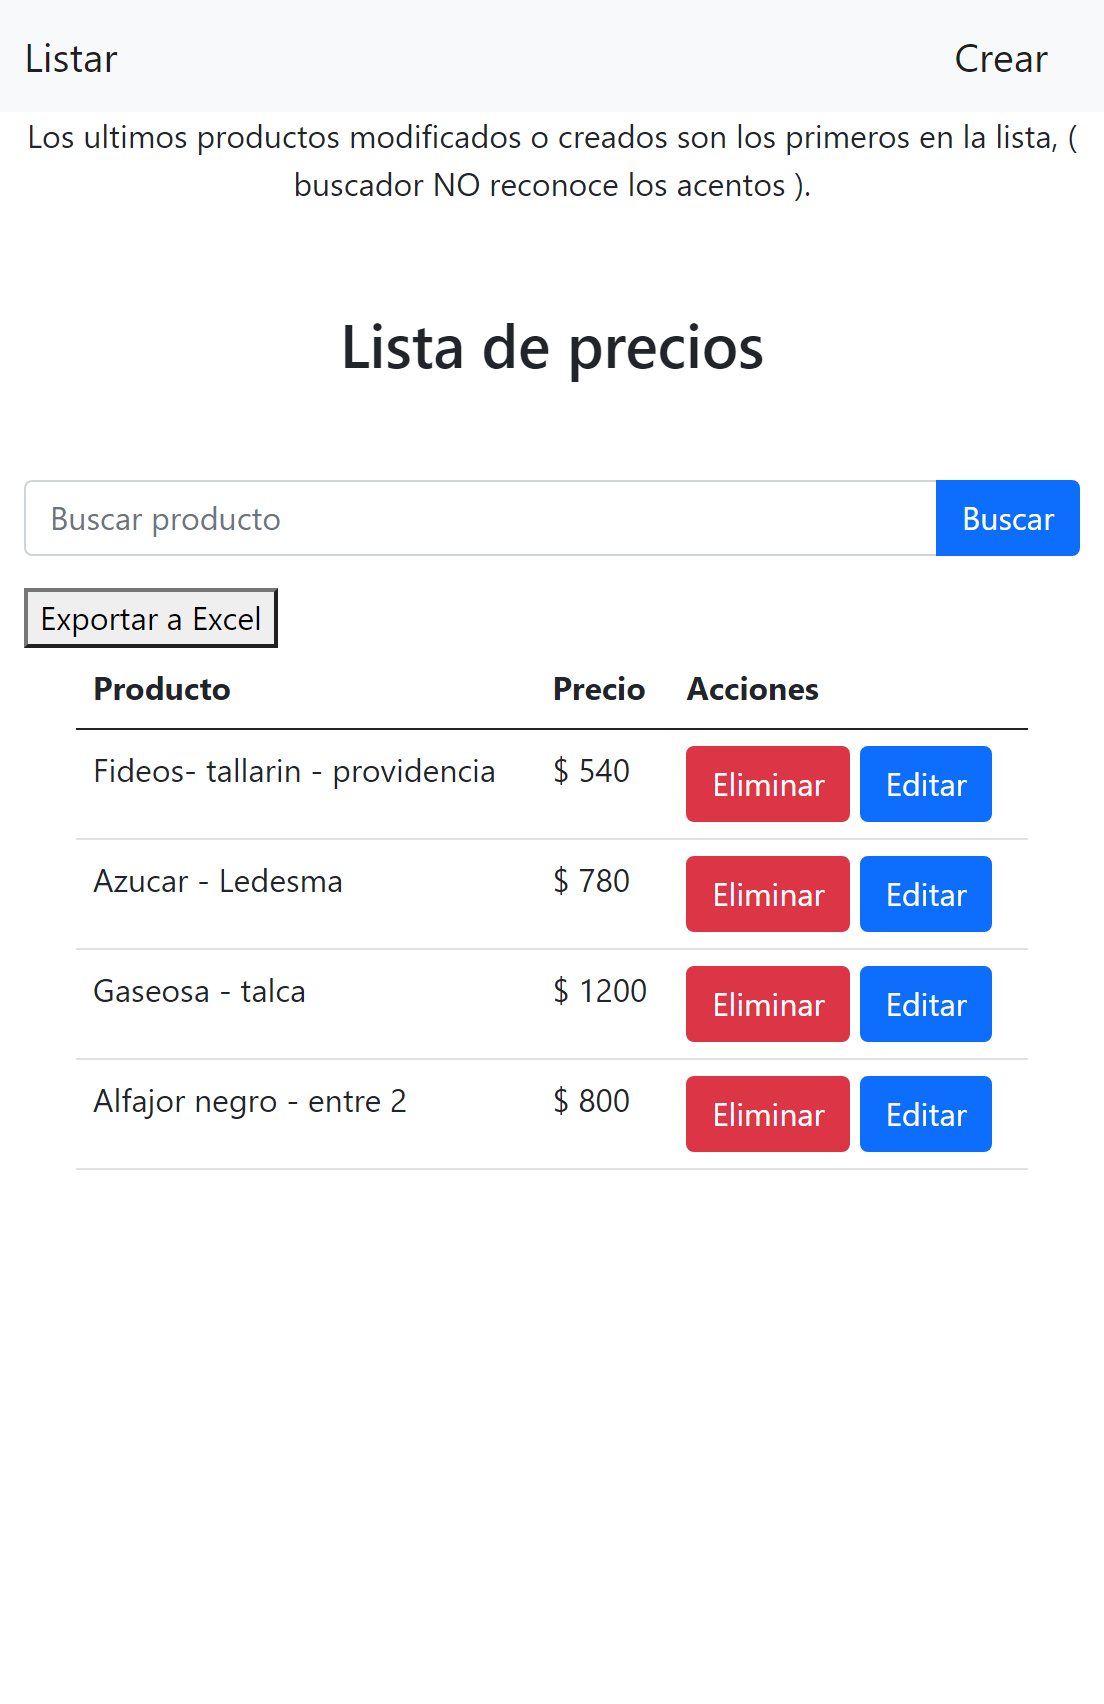 Listar Crear
Los ultimos productos modificados o creados son los primeros en la lista, (
buscador NO reconoce los acentos ).
Lista de precios
Buscar producto Buscar
Exportar a Excel
Producto Precio Acciones
Fideos- tallarin - providencia $ 540 Eliminar Editar
Azucar - Ledesma $ 780 Eliminar Editar
Gaseosa - talca $ 1200 Eliminar Editar
Alfajor negro - entre 2 $ 800 Eliminar Editar